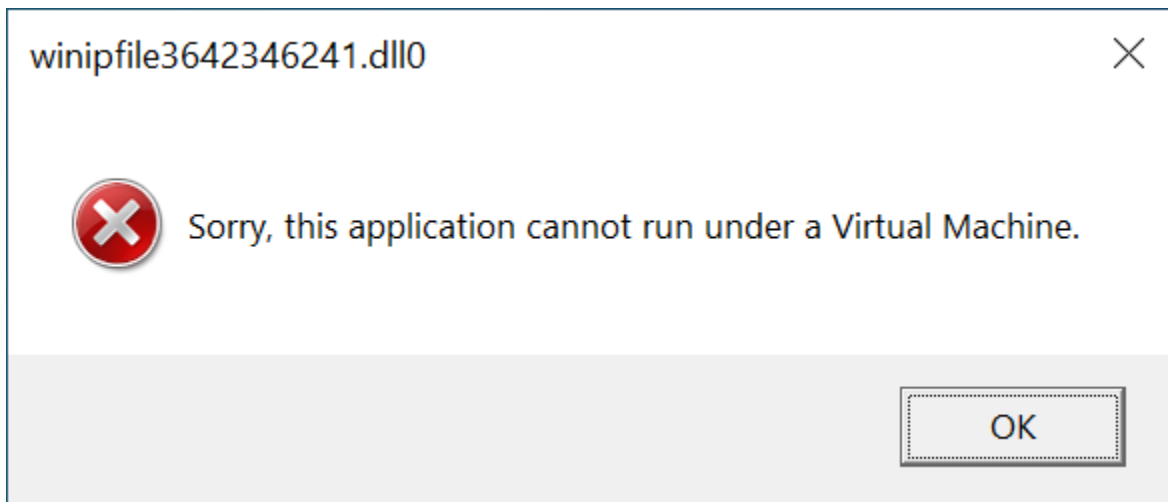 winipfile3642346241.dll0
Sorry, this application cannot run under a Virtual Machine.
OK